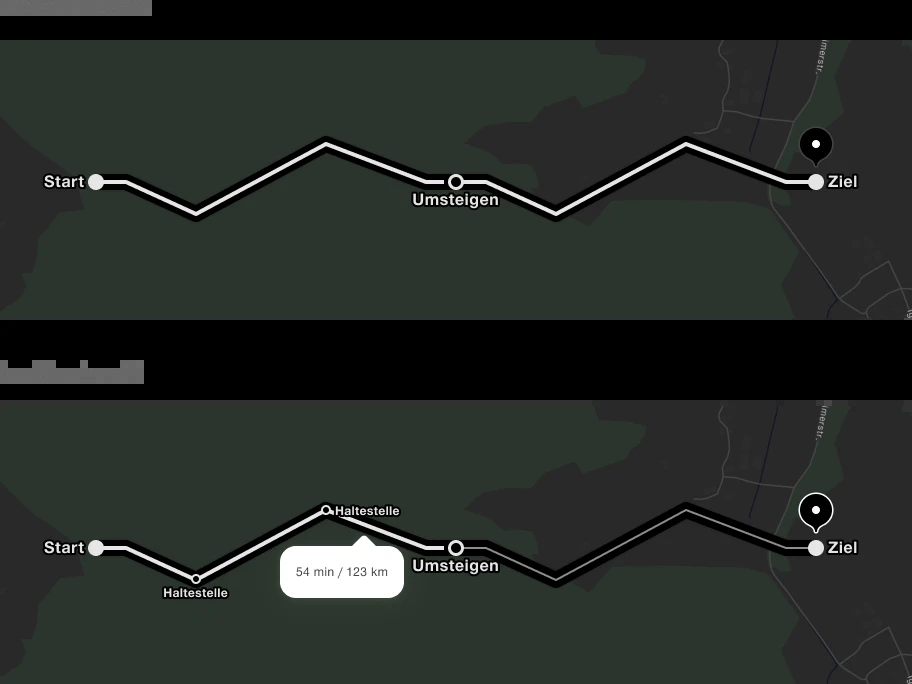 Start
Umsteigen
Ziel
Haltestelle
Start
Umsteigen
Ziel
54 min / 123 km
Haltestelle